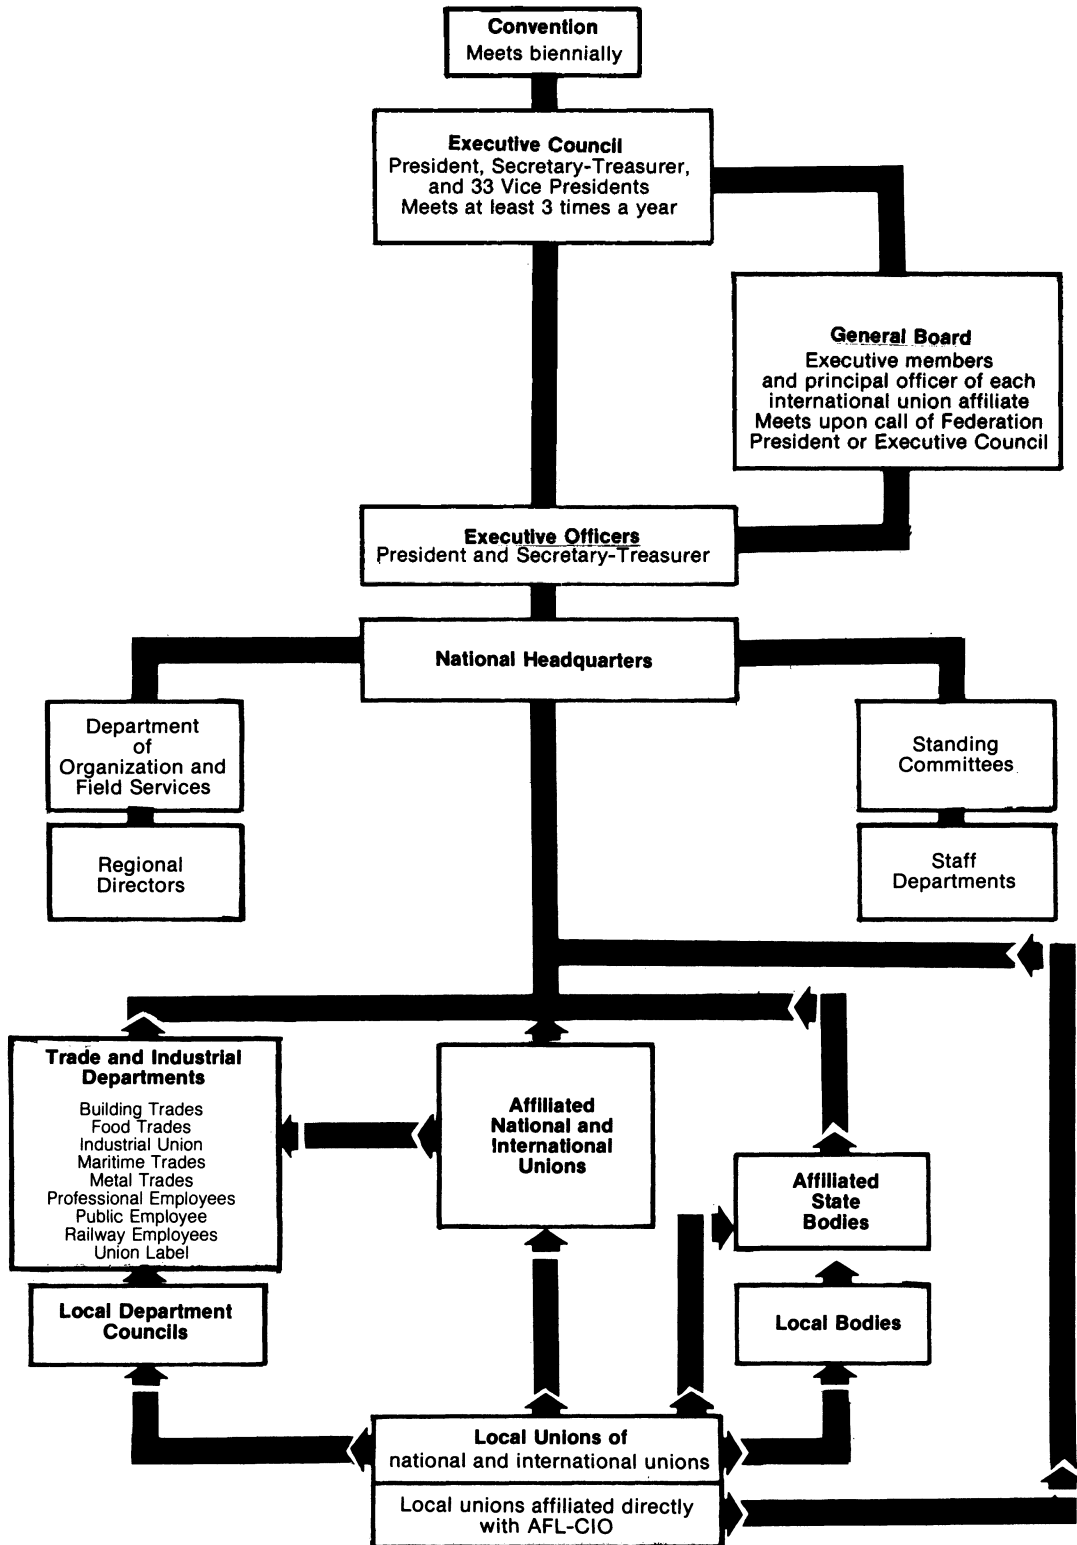 Convention
Meets biennially
Executive Council
President, Secretary-Treasurer,
and 33 Vice Presidents
Meets at least 3 times a year
General Board
Executive members
and principal officer of each
international union affiliate
Meets upon call of Federation
President or Executive Council
Executive Officers
President and Secretary-Treasurer
National Headquarters
Department
of
Organization and
Field Services
Standing
Committees
Regional
Directors
Staff
Departments
Trade and Industrial
Departments
Building Trades
Food Trades
Industrial Union
Maritime Trades
Metal Trades
Professional Employees
Public Employee
Railway Employees
Union Label
Affiliated
National and
International
Unions
Affiliated
State
Bodies
Local Department
Councils
Local Bodies
Local Unions of
national and international unions
Local unions affiliated directly
with AFL-CIO